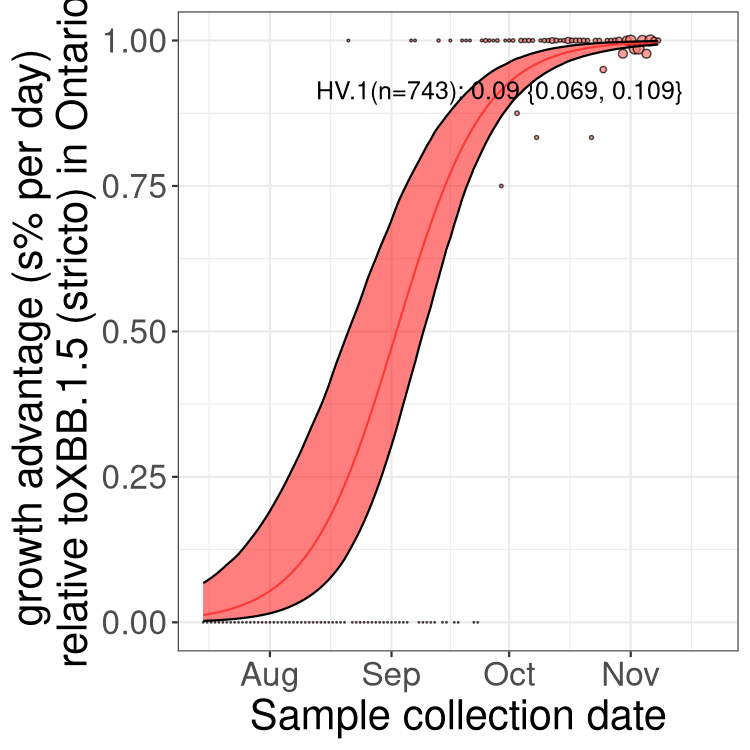 growth advantage (s% per day)
relative toXBB.1.5 (stricto) in Ontario
1.00
0.75
0.50
0.25
0.00
HV.1(n=743): 0.09 {0.069, 0.109}
Aug Sep Oct Nov
Sample collection date